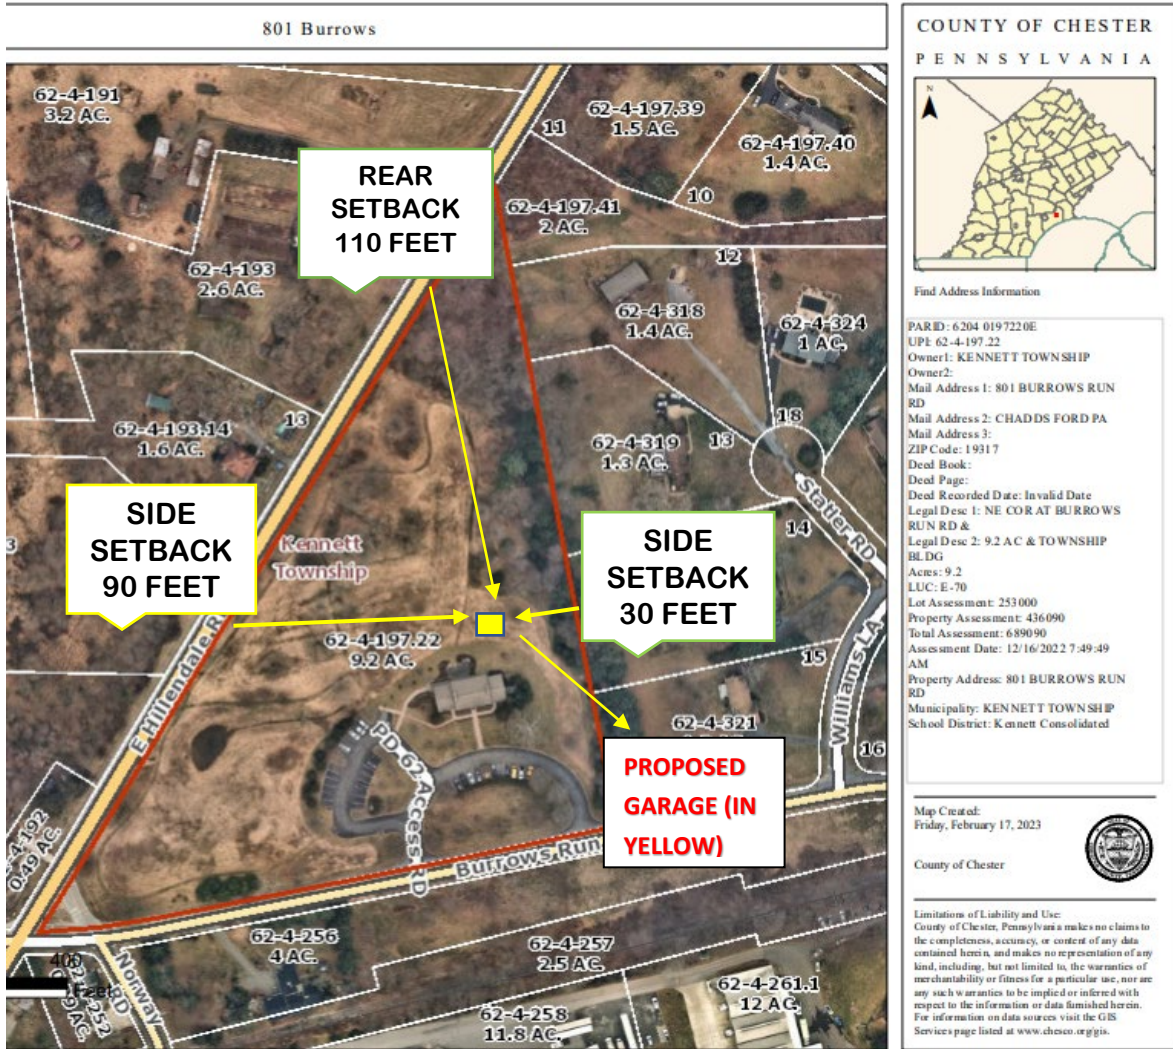 801 Burrows
62-4-191
3.2 AC.
62-4-197.39
1.5 AC.
62-4-197.40
1.4 AC.
11
10
REAR
SETBACK
110 FEET
62-4-197.41
2 AC.
62-4-193
2.6 AC.
12
62-4-318
1.4 AC.
62-4-324
1 AC.
13
62-4-193.14
1.6 AC.
18
62-4-319
1.3 AC.
13
Statler RD
14
SIDE
SETBACK
90 FEET
3
Kennett
Township
SIDE
SETBACK
30 FEET
E Hillendale R
62-4-197.22
9.2 AC.
15
Williams LA
62-4-321
16
PD 62 Access RD
PROPOSED
GARAGE (IN
YELLOW)
Burrows Run
-4-192
0.49 AC.
62-4-256
4 AC.
62-4-257
2.5 AC.
Norway
RD
400
62-4-261.1
12 AC.
62-4-258
11.8 AC.
COUNTY OF CHESTER
PENNSYLVANIA
N
Find Address Information
PARID: 6204 0197220E
UPI: 62-4-197.22
Owner1: KENNETT TOWNSHIP
Owner2:
Mail Address 1: 801 BURROWS RUN
RD
Mail Address 2: CHADDS FORD PA
Mail Address 3:
ZIP Code: 19317
Deed Book:
Deed Page:
Deed Recorded Date: Invalid Date
Legal Desc 1: NE COR AT BURROWS
RUN RD &
Legal Desc 2: 9.2 AC & TOWNSHIP
BLDG
Acres: 9.2
LUC: E-70
Lot Assessment: 253000
Property Assessment: 436090
Total Assessment: 689090
Assessment Date: 12/16/2022 7:49:49
AM
Property Address: 801 BURROWS RUN
RD
Municipality: KENNETT TOWNSHIP
School District: Kennett Consolidated
Map Created:
Friday, February 17, 2023
County of Chester
Limitations of Liability and Use:
County of Chester, Pennsylvania makes no claims to
the completeness, accuracy, or content of any data
contained herein, and makes no representation of any
kind, including, but not limited to, the warranties of
merchantability or fitness for a particular use, nor are
any such warranties to be implied or inferred with
respect to the information or data furnished herein.
For information on data sources visit the GIS
Services page listed at www.chesco.org/gis.